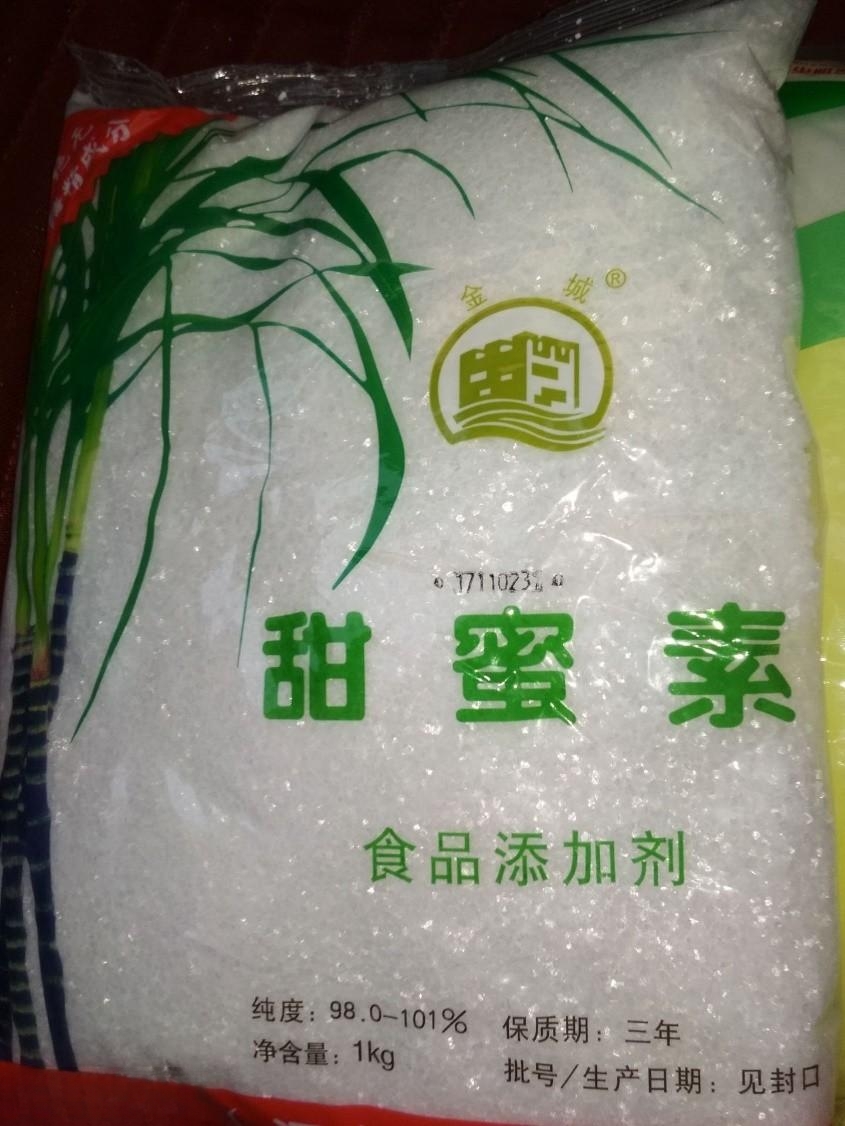 金城®
甜蜜素
食品添加剂
纯度：98.0-101%
净含量：1kg
保质期：三年
批号/生产日期：见封口